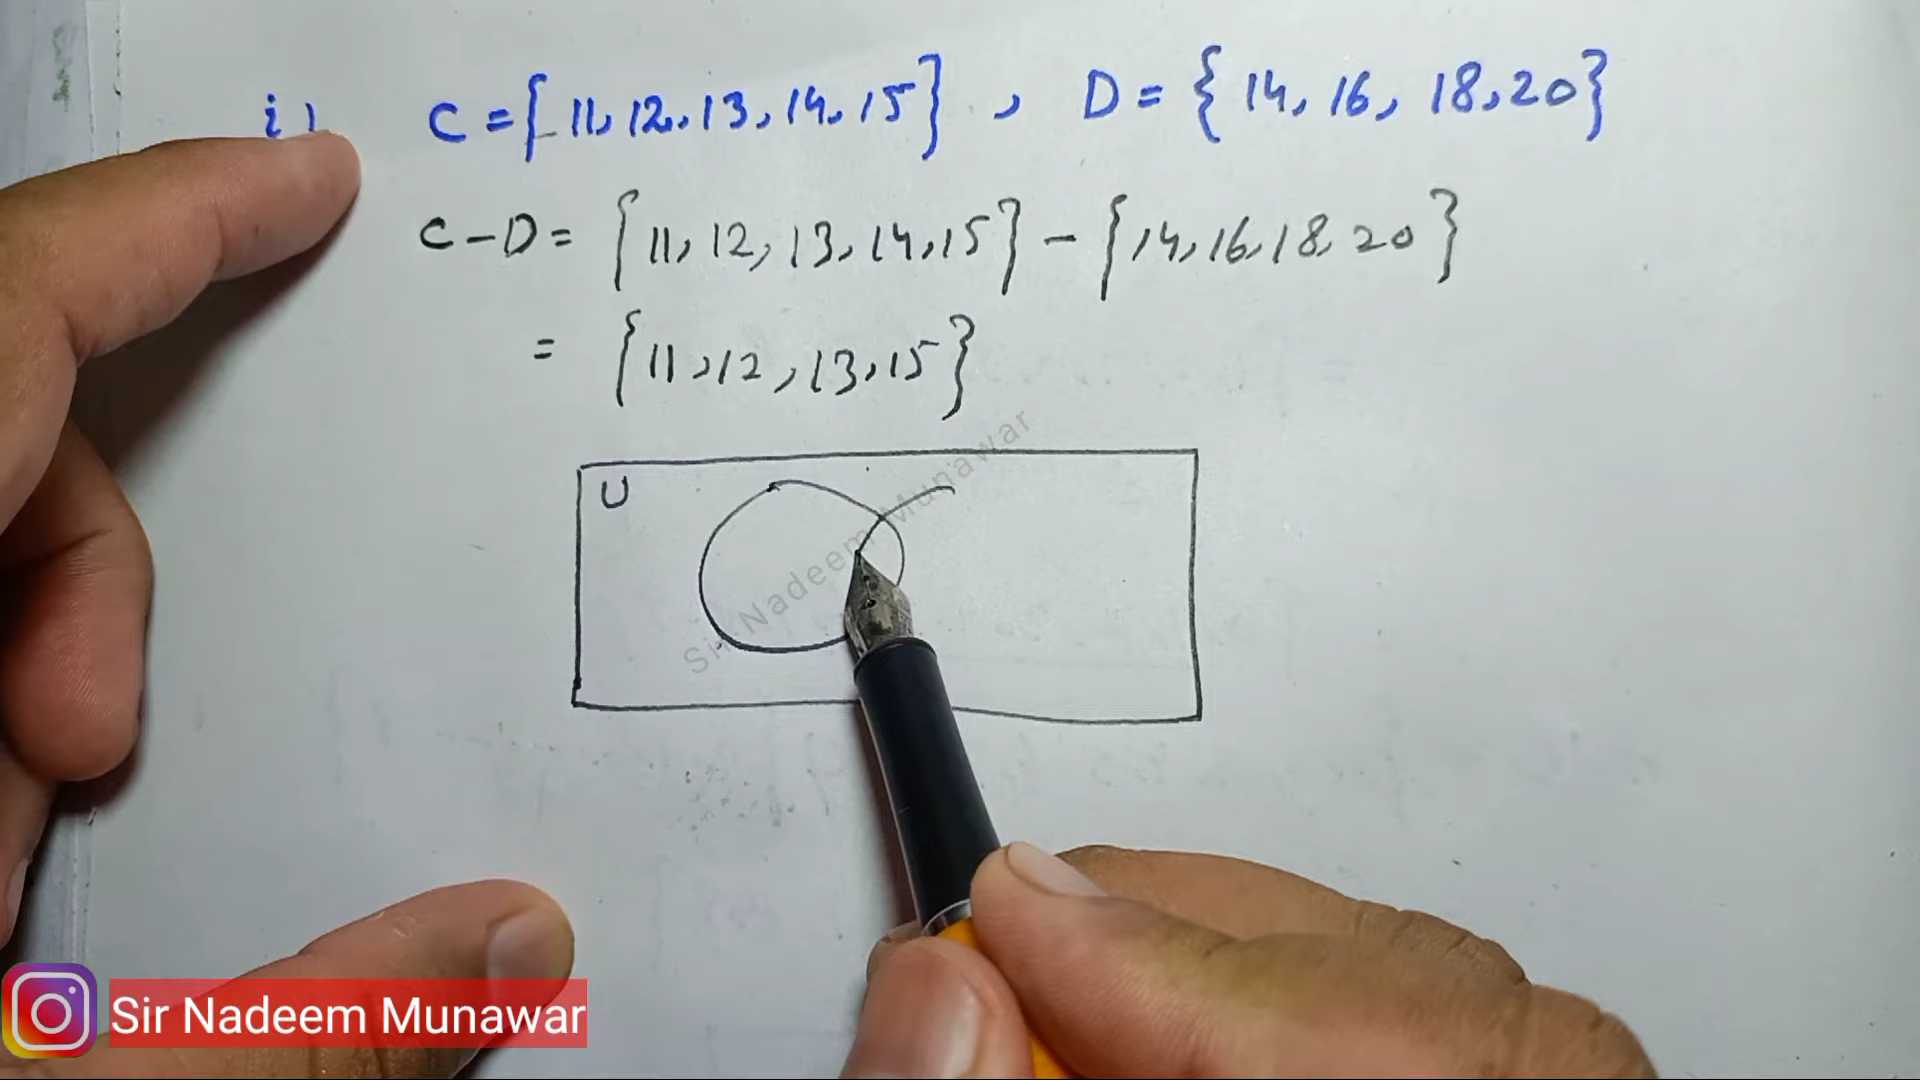 i) C = { 11, 12, 13, 14, 15 } , D = { 14, 16, 18, 20 }
C - D = { 11, 12, 13, 14, 15 } - { 14, 16, 18, 20 }
= { 11, 12, 13, 15 }
U
Sir Nadeem Munawar
Sir Nadeem Munawar